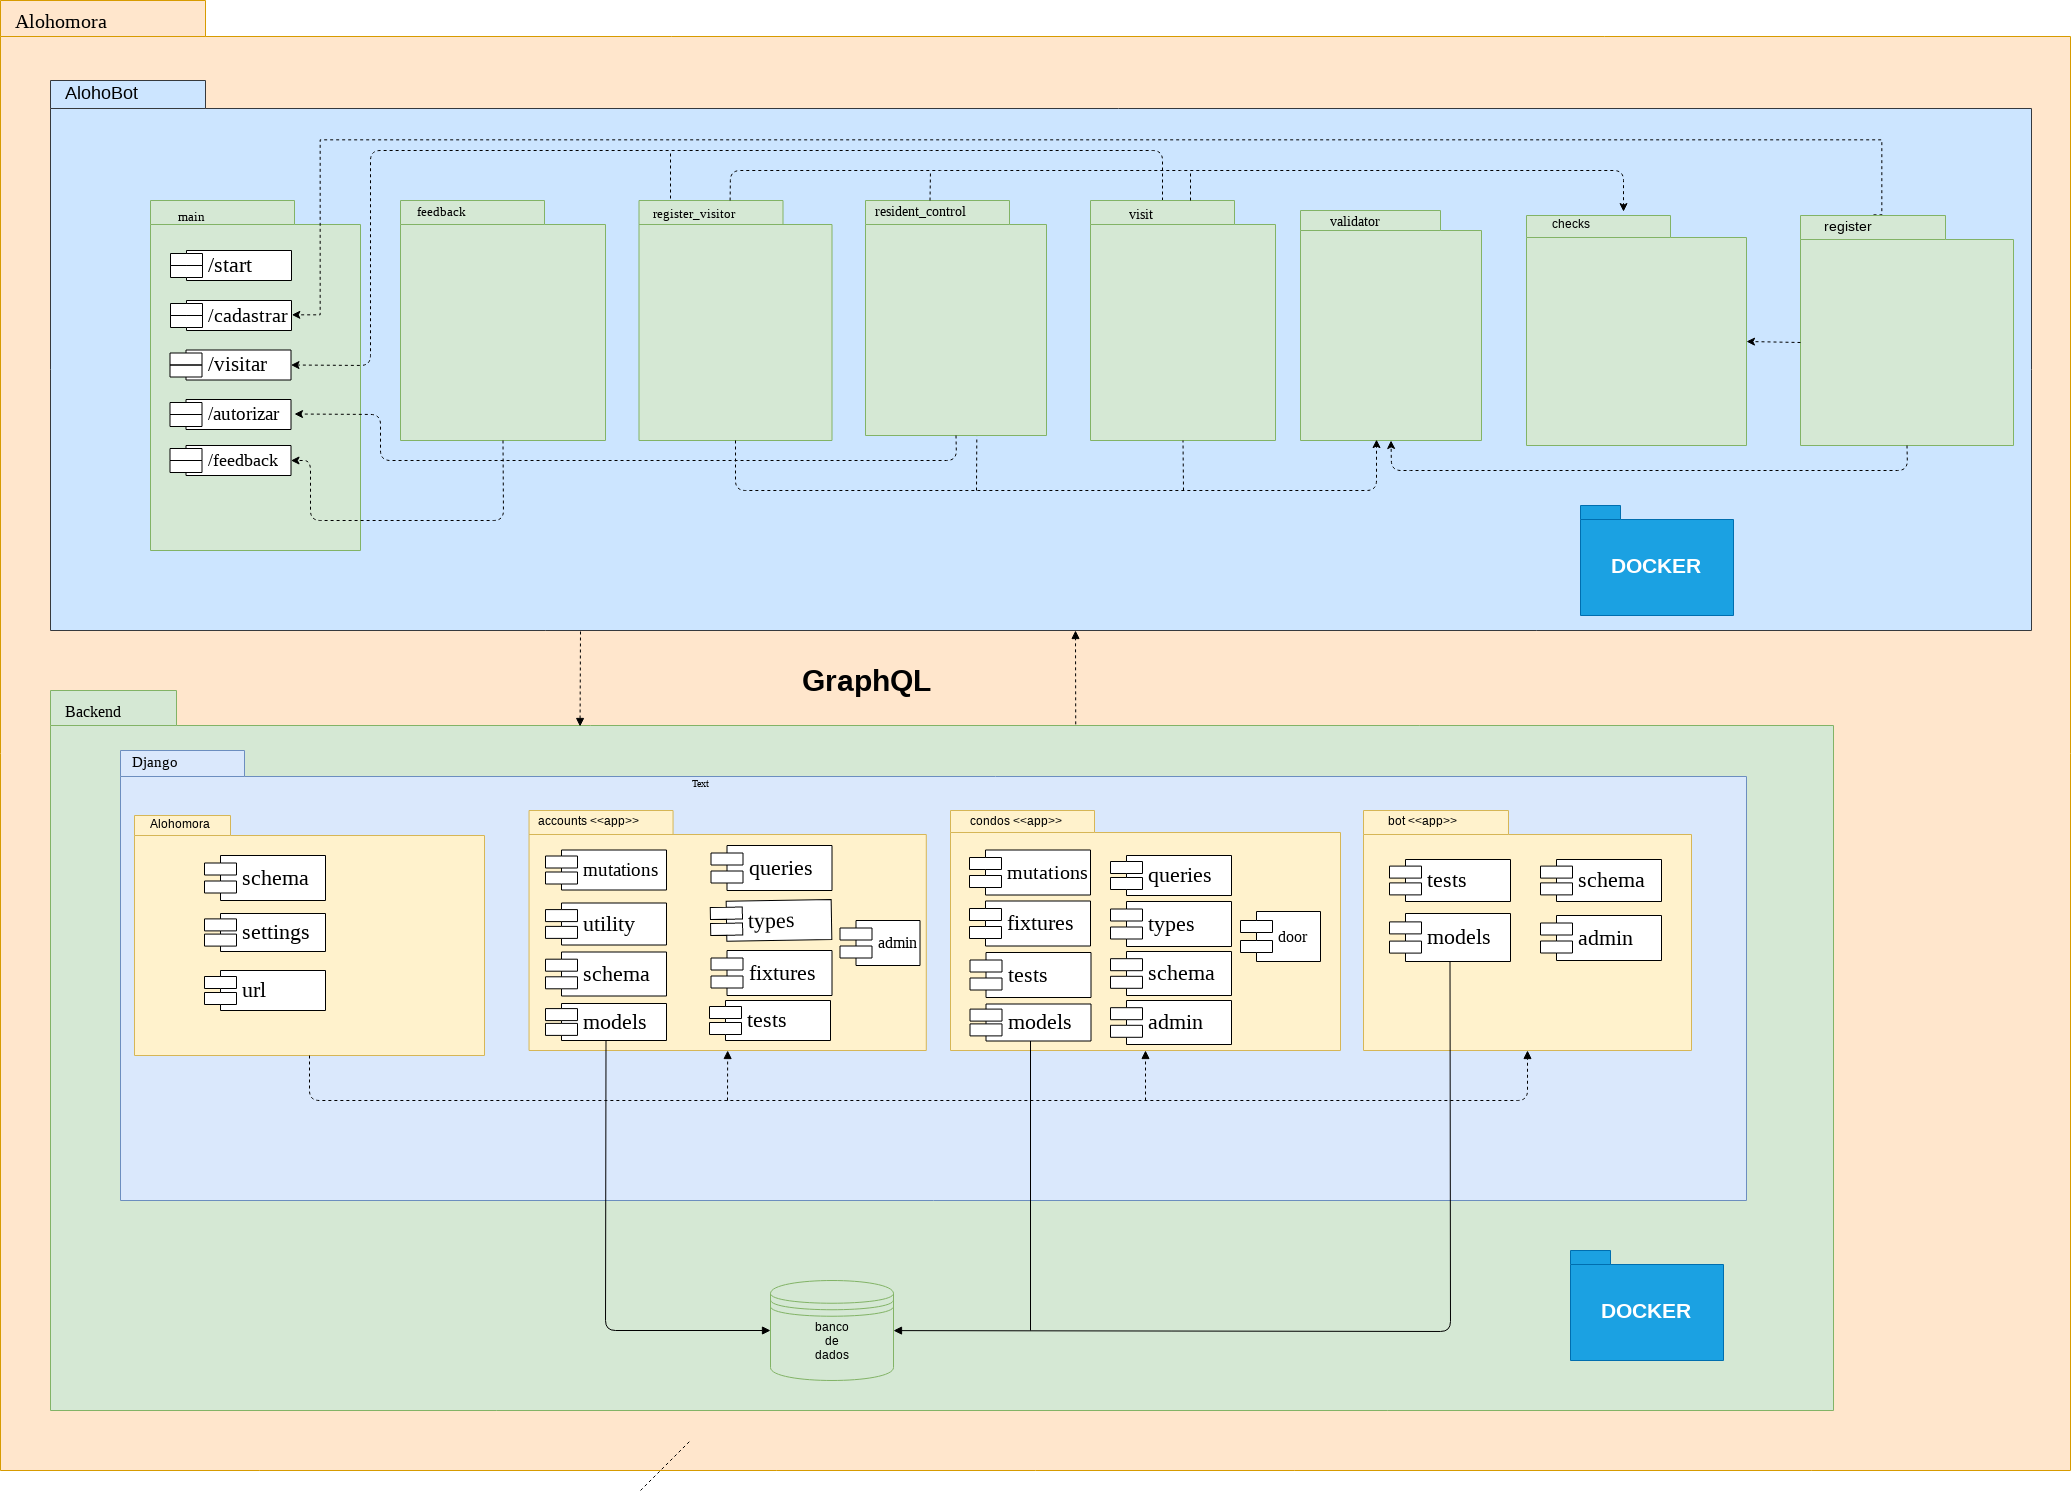 Alohomora
AlohoBot
main
/start
/cadastrar
/visitar
/autorizar
/feedback
feedback
register_visitor
resident_control
visit
validator
checks
register
DOCKER
GraphQL
Backend
Django
Text
Alohomora
schema
settings
url
accounts <<app>>
mutations
utility
schema
models
queries
types
fixtures
tests
admin
condos <<app>>
mutations
fixtures
tests
models
queries
types
schema
admin
door
bot <<app>>
tests
models
schema
admin
banco
de
dados
DOCKER